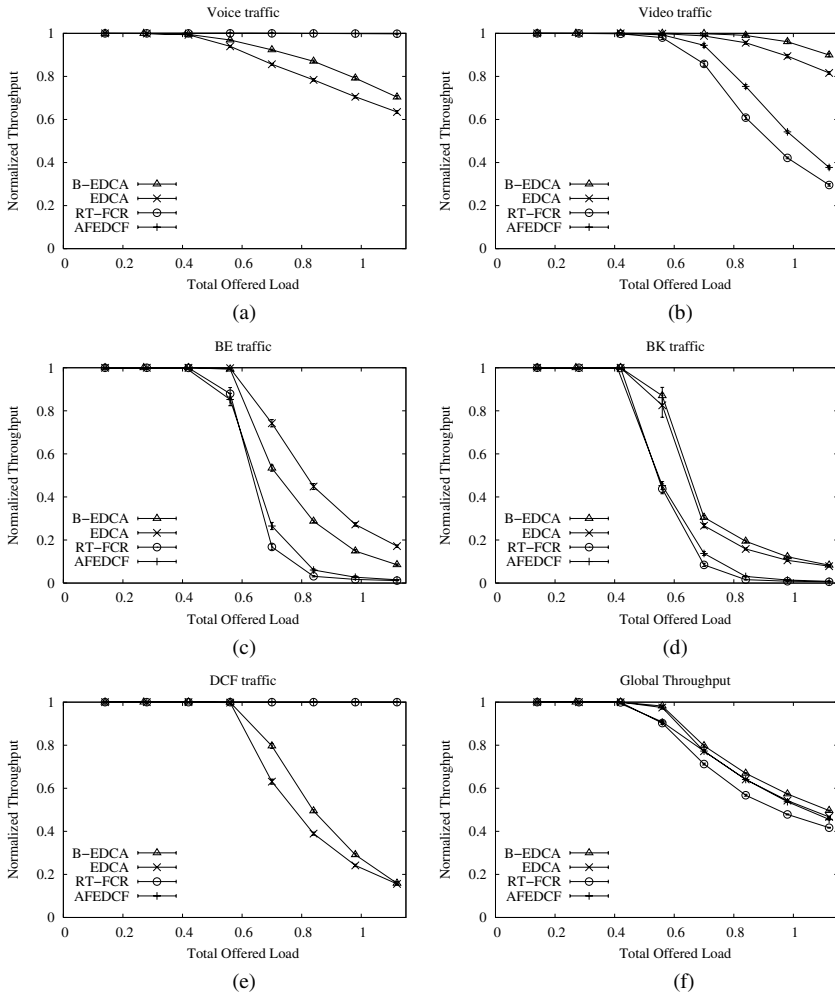 Voice traffic
1
0.8
0.6
0.4
0.2
0
Normalized Throughput
B−EDCA
EDCA
RT−FCR
AFEDCF
0 0.2 0.4 0.6 0.8 1
Total Offered Load
(a)
Video traffic
1
0.8
0.6
0.4
0.2
0
Normalized Throughput
B−EDCA
EDCA
RT−FCR
AFEDCF
0 0.2 0.4 0.6 0.8 1
Total Offered Load
(b)
BE traffic
1
0.8
0.6
0.4
0.2
0
Normalized Throughput
B−EDCA
EDCA
RT−FCR
AFEDCF
0 0.2 0.4 0.6 0.8 1
Total Offered Load
(c)
BK traffic
1
0.8
0.6
0.4
0.2
0
Normalized Throughput
B−EDCA
EDCA
RT−FCR
AFEDCF
0 0.2 0.4 0.6 0.8 1
Total Offered Load
(d)
DCF traffic
1
0.8
0.6
0.4
0.2
0
Normalized Throughput
B−EDCA
EDCA
RT−FCR
AFEDCF
0 0.2 0.4 0.6 0.8 1
Total Offered Load
(e)
Global Throughput
1
0.8
0.6
0.4
0.2
0
Normalized Throughput
B−EDCA
EDCA
RT−FCR
AFEDCF
0 0.2 0.4 0.6 0.8 1
Total Offered Load
(f)